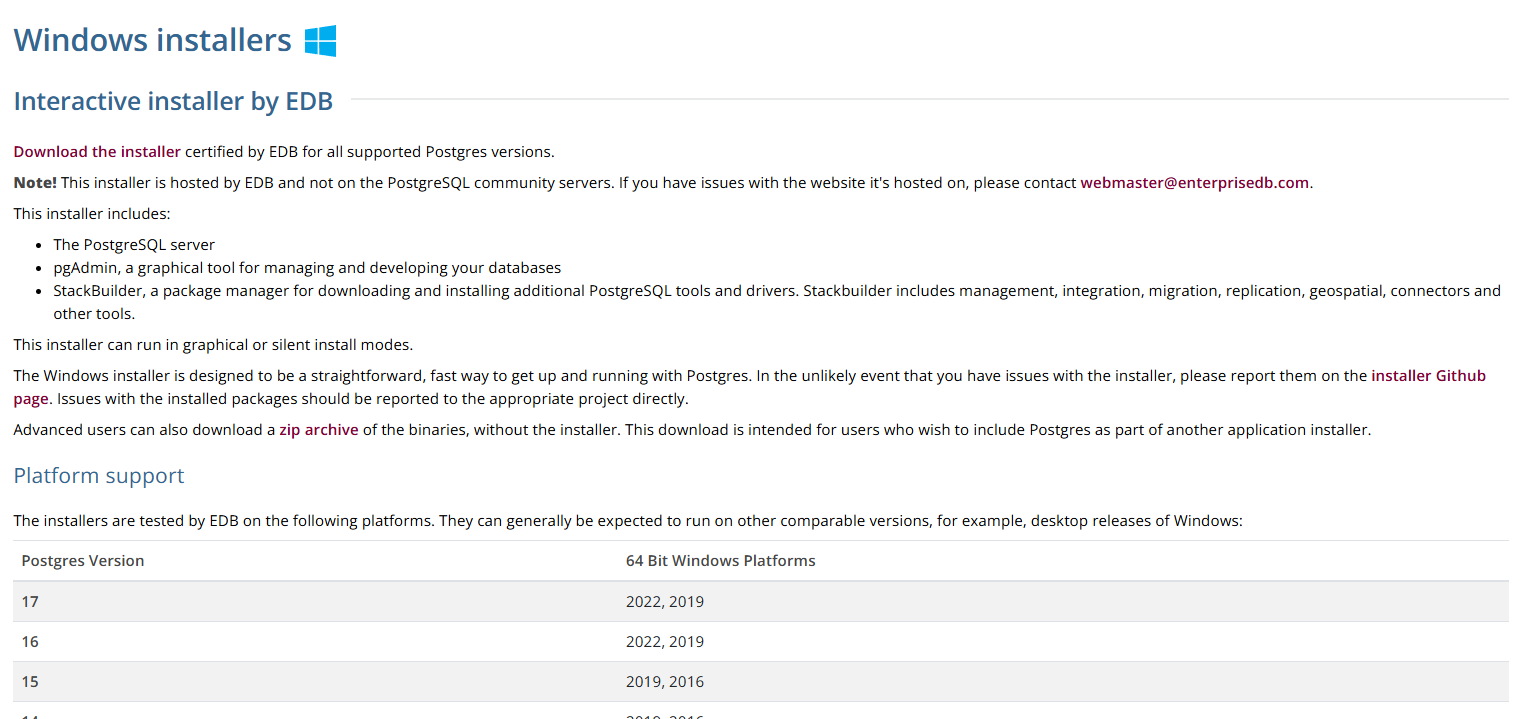 Windows installers
Interactive installer by EDB
Download the installer certified by EDB for all supported Postgres versions.
Note! This installer is hosted by EDB and not on the PostgreSQL community servers. If you have issues with the website it's hosted on, please contact webmaster@enterprisedb.com.
This installer includes:
• The PostgreSQL server
• pgAdmin, a graphical tool for managing and developing your databases
• StackBuilder, a package manager for downloading and installing additional PostgreSQL tools and drivers. Stackbuilder includes management, integration, migration, replication, geospatial, connectors and
other tools.
This installer can run in graphical or silent install modes.
The Windows installer is designed to be a straightforward, fast way to get up and running with Postgres. In the unlikely event that you have issues with the installer, please report them on the installer Github
page. Issues with the installed packages should be reported to the appropriate project directly.
Advanced users can also download a zip archive of the binaries, without the installer. This download is intended for users who wish to include Postgres as part of another application installer.
Platform support
The installers are tested by EDB on the following platforms. They can generally be expected to run on other comparable versions, for example, desktop releases of Windows:
Postgres Version 64 Bit Windows Platforms
17 2022, 2019
16 2022, 2019
15 2019, 2016